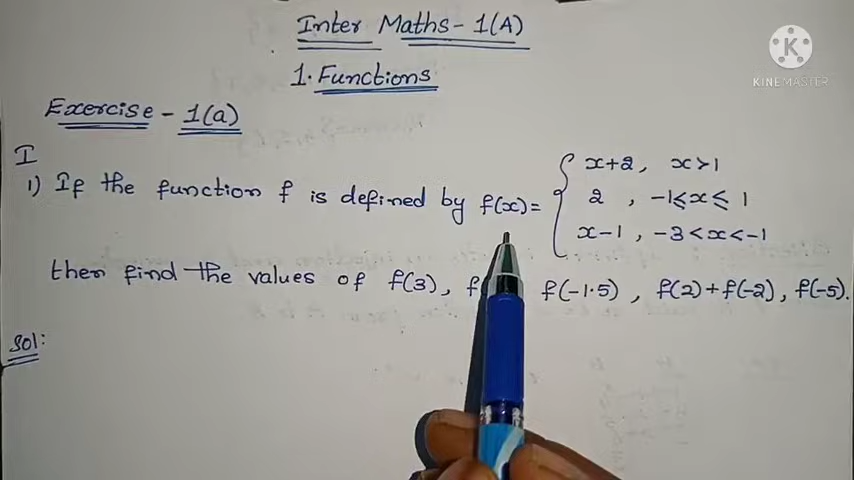 Inter Maths-1(A)
1. Functions
K
KINEMASTER
Exercise - 1(a)
I
1) If the function f is defined by f(x)= { x+2, x>1
2, -1≤x≤1
x-1, -3<x<-1
then find the values of f(3), f( f(-1.5), f(2)+f(-2), f(-5).
Sol: